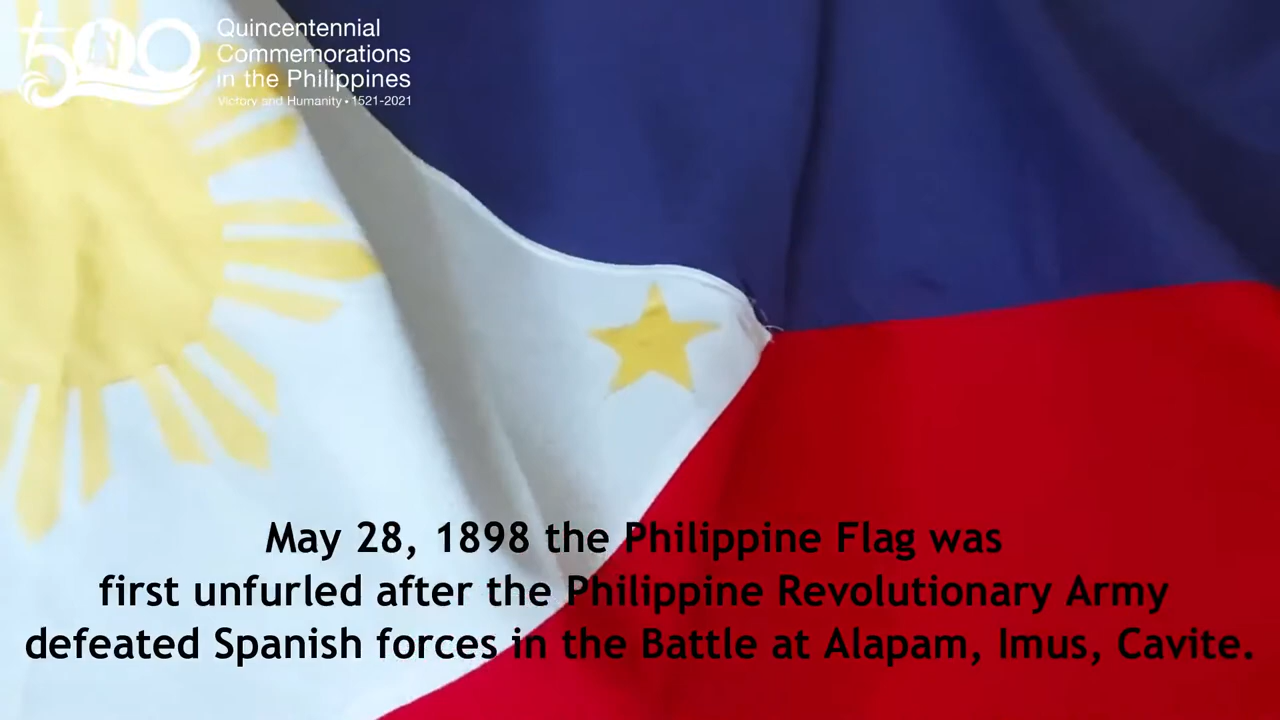 500
Quincentennial
Commemorations
in the Philippines
Victory and Humanity • 1521-2021
May 28, 1898 the Philippine Flag was
first unfurled after the Philippine Revolutionary Army
defeated Spanish forces in the Battle at Alapam, Imus, Cavite.